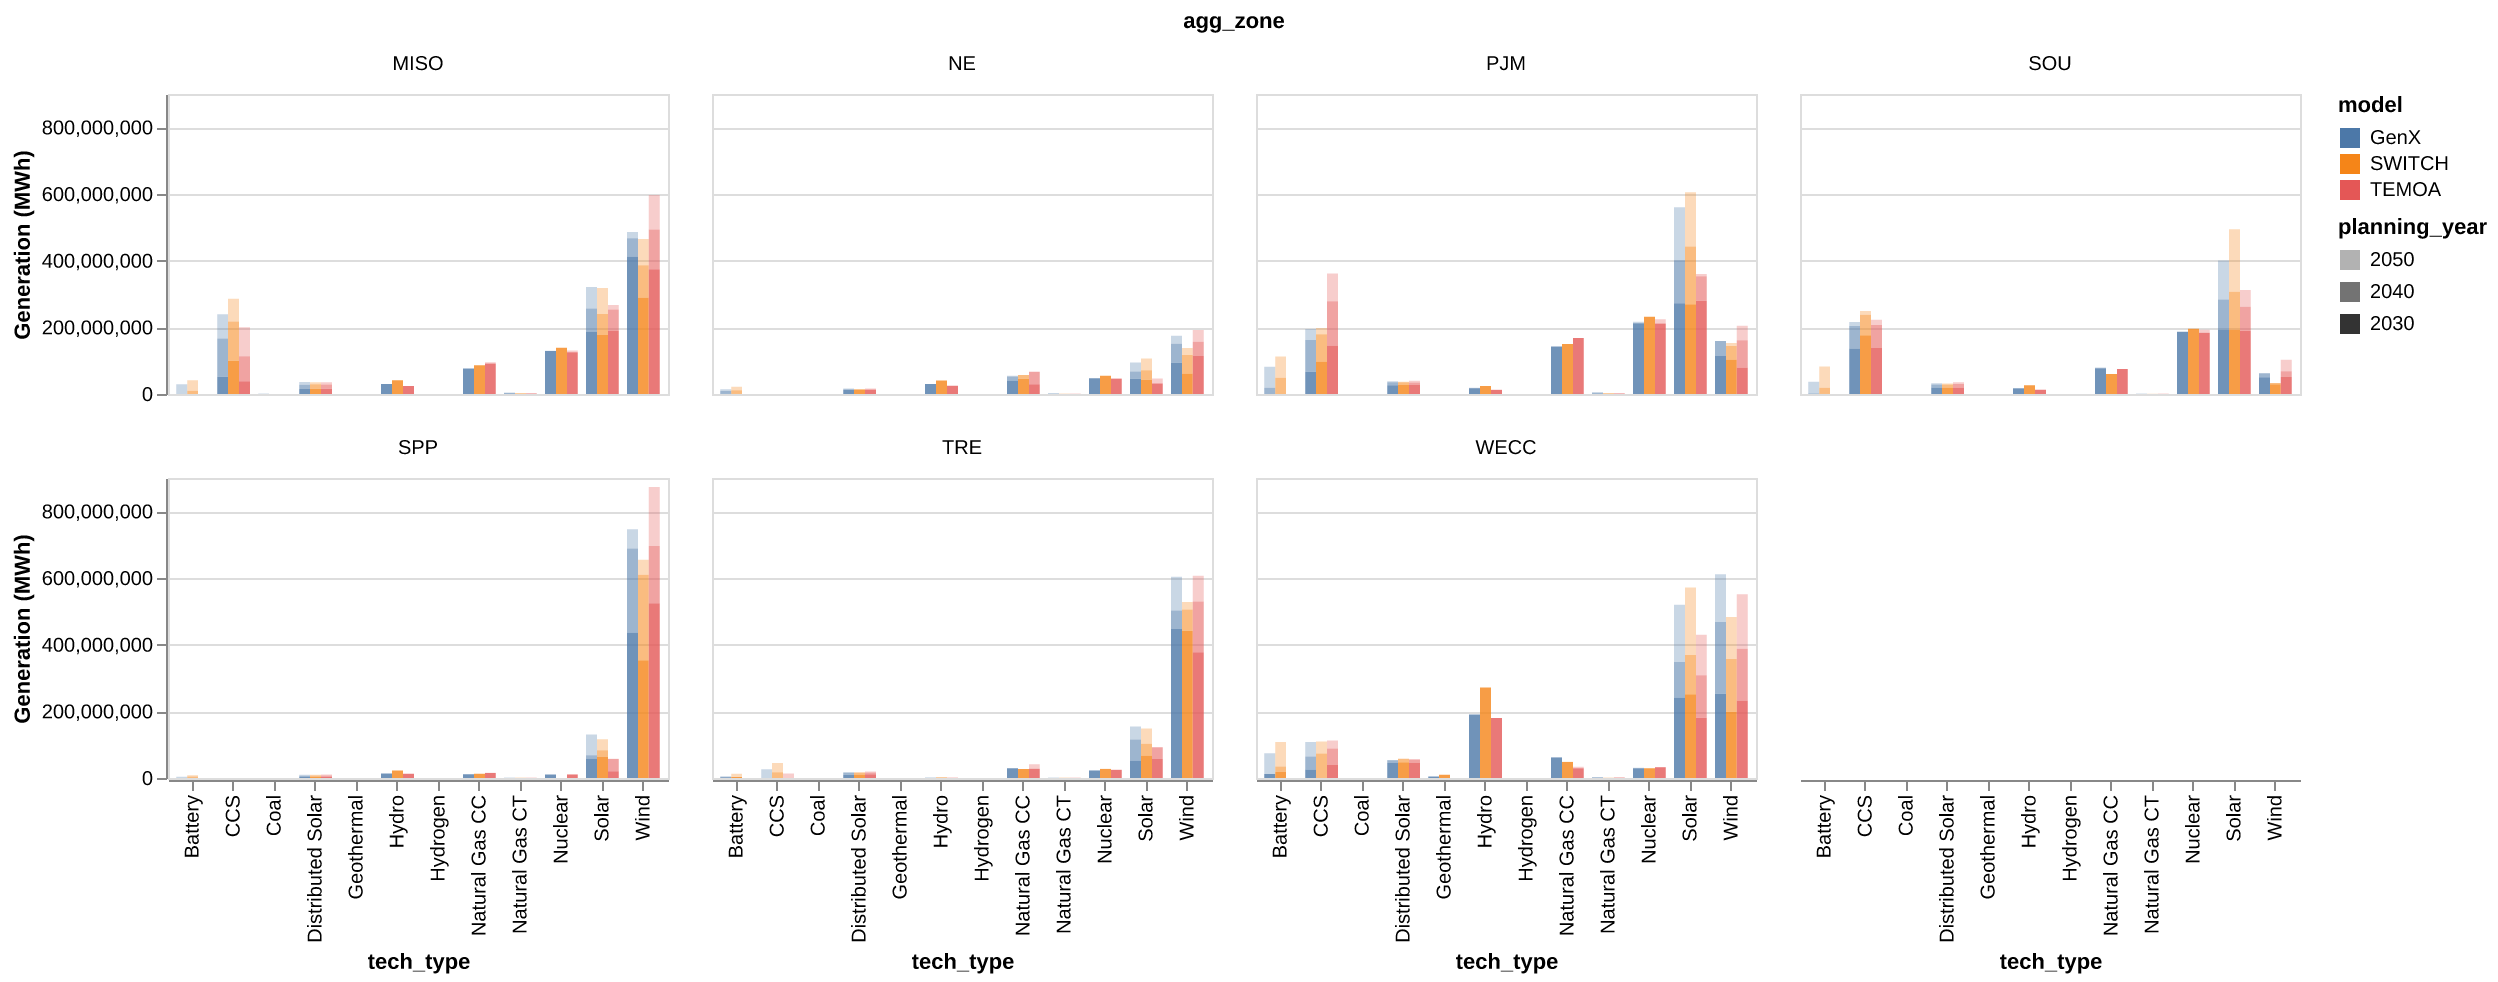 agg_zone
MISO
NE
PJM
SOU
Generation (MWh)
800,000,000
600,000,000
400,000,000
200,000,000
0
model
GenX
SWITCH
TEMOA
planning_year
2050
2040
2030
SPP
TRE
WECC
Generation (MWh)
800,000,000
600,000,000
400,000,000
200,000,000
0
Battery
CCS
Coal
Distributed Solar
Geothermal
Hydro
Hydrogen
Natural Gas CC
Natural Gas CT
Nuclear
Solar
Wind
Battery
CCS
Coal
Distributed Solar
Geothermal
Hydro
Hydrogen
Natural Gas CC
Natural Gas CT
Nuclear
Solar
Wind
Battery
CCS
Coal
Distributed Solar
Geothermal
Hydro
Hydrogen
Natural Gas CC
Natural Gas CT
Nuclear
Solar
Wind
Battery
CCS
Coal
Distributed Solar
Geothermal
Hydro
Hydrogen
Natural Gas CC
Natural Gas CT
Nuclear
Solar
Wind
tech_type
tech_type
tech_type
tech_type